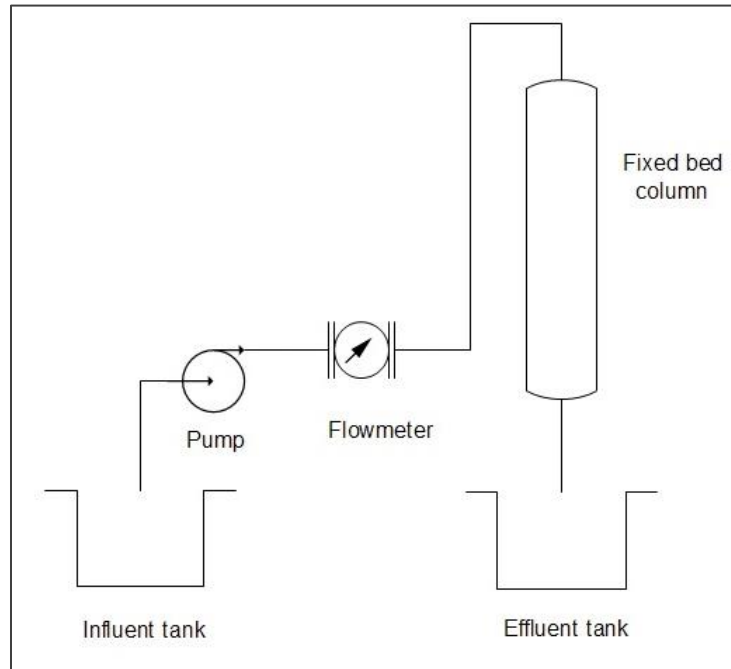 Fixed bed
column
Pump
Flowmeter
Influent tank
Effluent tank